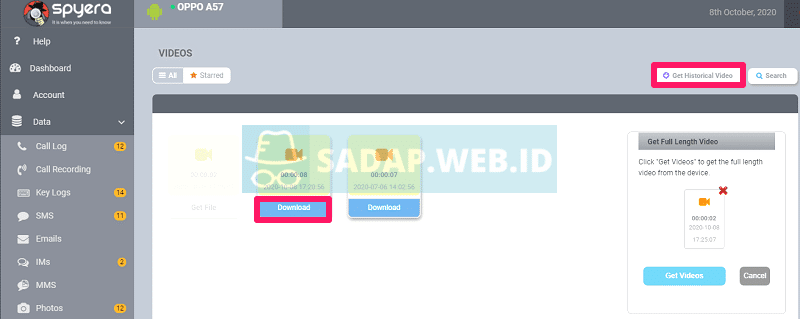 SPYERA
It is when you need to know
OPPO A57
8th October, 2020
Help
Dashboard
Account
Data
Call Log 12
Call Recording
Key Logs 14
SMS 11
Emails
IMs 2
MMS
Photos 12
VIDEOS
All
Starred
Get Historical Video
Search
SADAP.WEB.ID
00:00:08
2020-10-08 17:28:56
Download
00:00:07
2020-07-06 14:02:56
Download
Get File
Get Full Length Video
Click "Get Videos" to get the full length
video from the device.
00:00:02
2020-10-08
17:25:07
Get Videos
Cancel